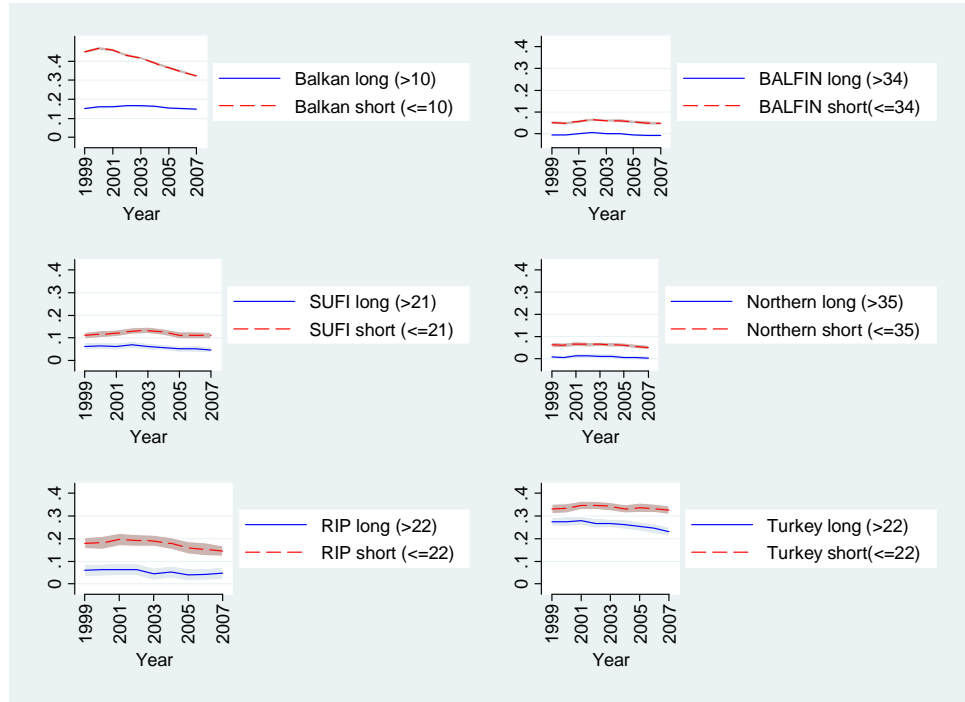 0 .1 .2 .3 .4
1999 2001 2003 2005 2007
Year
Balkan long (>10)
Balkan short (<=10)
0 .1 .2 .3 .4
1999 2001 2003 2005 2007
Year
BALFIN long (>34)
BALFIN short(<=34)
0 .1 .2 .3 .4
1999 2001 2003 2005 2007
Year
SUFI long (>21)
SUFI short (<=21)
0 .1 .2 .3 .4
1999 2001 2003 2005 2007
Year
Northern long (>35)
Northern short (<=35)
0 .1 .2 .3 .4
1999 2001 2003 2005 2007
Year
RIP long (>22)
RIP short (<=22)
0 .1 .2 .3 .4
1999 2001 2003 2005 2007
Year
Turkey long (>22)
Turkey short(<=22)